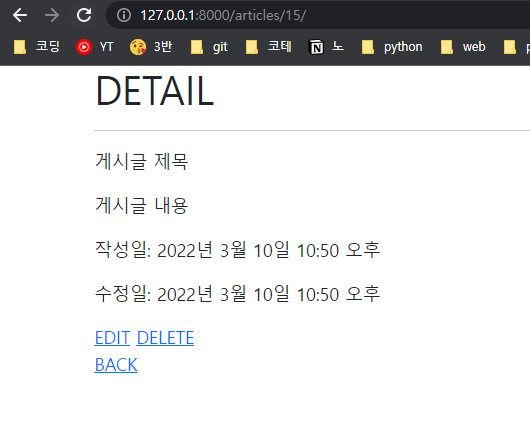 127.0.0.1:8000/articles/15/
코딩 YT 3반 git 코테 노 python web
DETAIL
게시글 제목
게시글 내용
작성일: 2022년 3월 10일 10:50 오후
수정일: 2022년 3월 10일 10:50 오후
EDIT DELETE
BACK